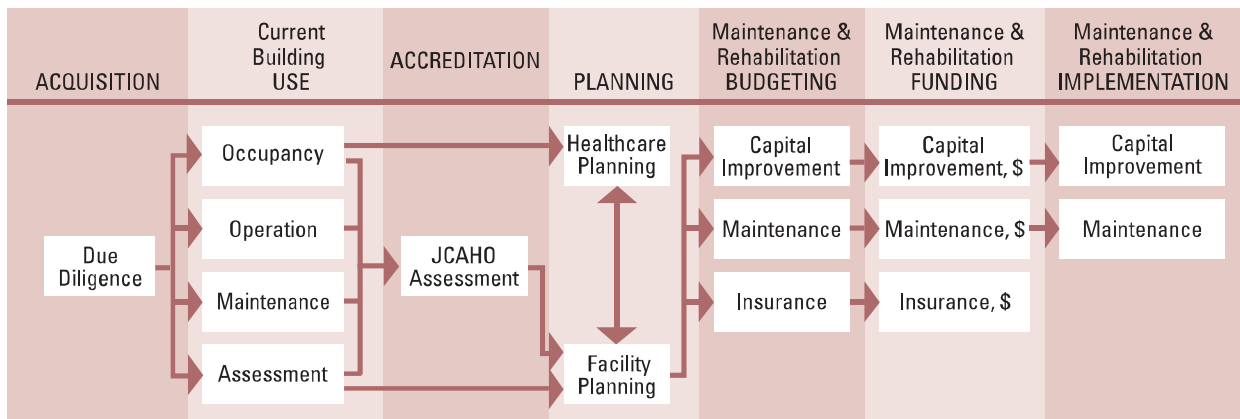 ACQUISITION
Current
Building
USE
ACCREDITATION
PLANNING
Maintenance &
Rehabilitation
BUDGETING
Maintenance &
Rehabilitation
FUNDING
Maintenance &
Rehabilitation
IMPLEMENTATION
Due
Diligence
Occupancy
Operation
Maintenance
Assessment
JCAHO
Assessment
Healthcare
Planning
Facility
Planning
Capital
Improvement
Maintenance
Insurance
Capital
Improvement, $
Maintenance, $
Insurance, $
Capital
Improvement
Maintenance